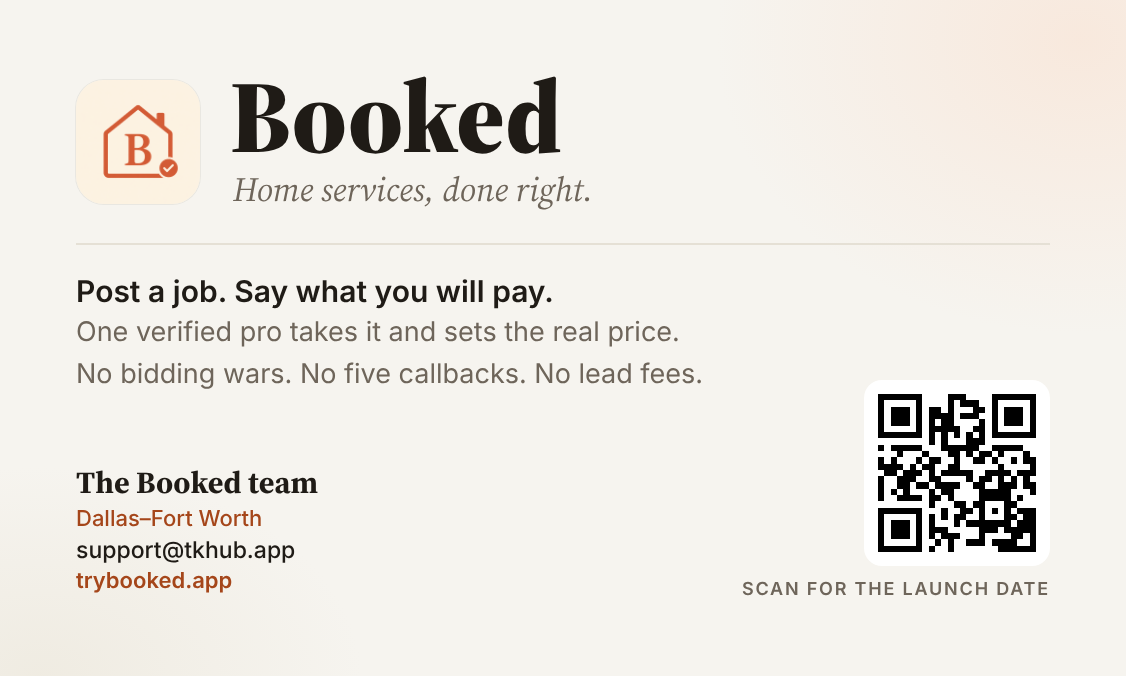 B
Booked
Home services, done right.
Post a job. Say what you will pay.
One verified pro takes it and sets the real price.
No bidding wars. No five callbacks. No lead fees.
The Booked team
Dallas–Fort Worth
support@tkhub.app
trybooked.app
SCAN FOR THE LAUNCH DATE